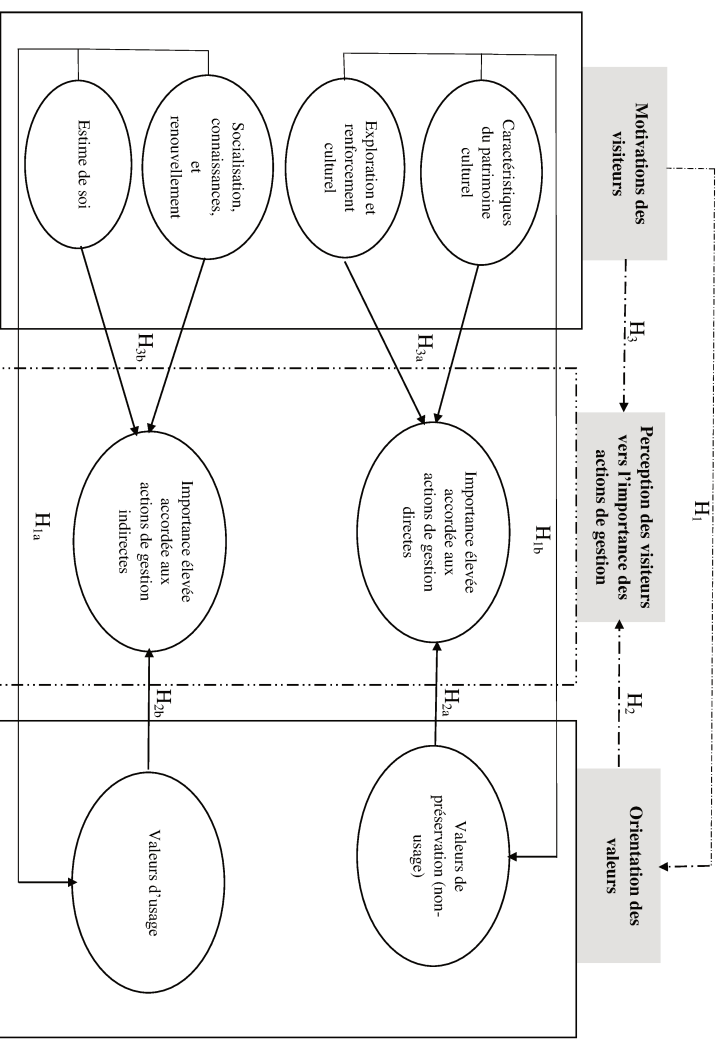 H1
Motivations des
visiteurs
H3
Perception des visiteurs
vers l'importance des
actions de gestion
H2
Orientation des
valeurs
Caractéristiques
du patrimoine
culturel
Exploration et
renforcement
culturel
Socialisation,
connaissances,
et
renouvellement
Estime de soi
H3a
H3b
H1b
Importance élevée
accordée aux
actions de gestion
directes
Importance élevée
accordée aux
actions de gestion
indirectes
H1a
H2a
H2b
Valeurs de
préservation (non-
usage)
Valeurs d'usage